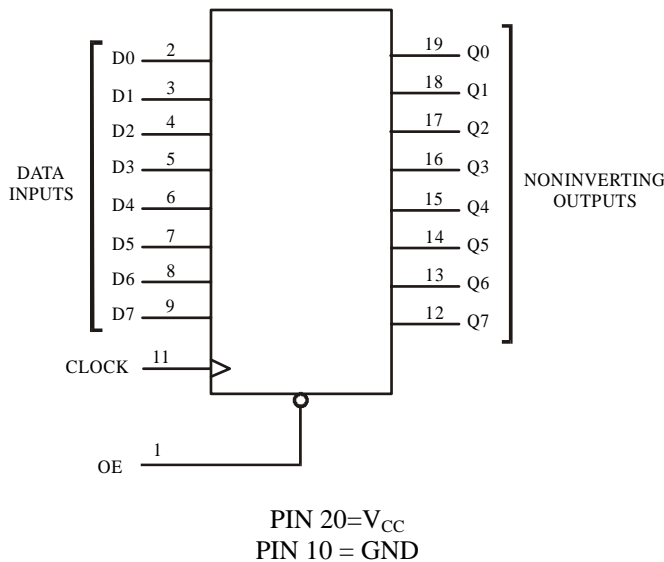 D0 2
D1 3
D2 4
D3 5
D4 6
D5 7
D6 8
D7 9
DATA
INPUTS
CLOCK 11
OE 1
19 Q0
18 Q1
17 Q2
16 Q3
15 Q4
14 Q5
13 Q6
12 Q7
NONINVERTING
OUTPUTS
PIN 20=VCC
PIN 10 = GND